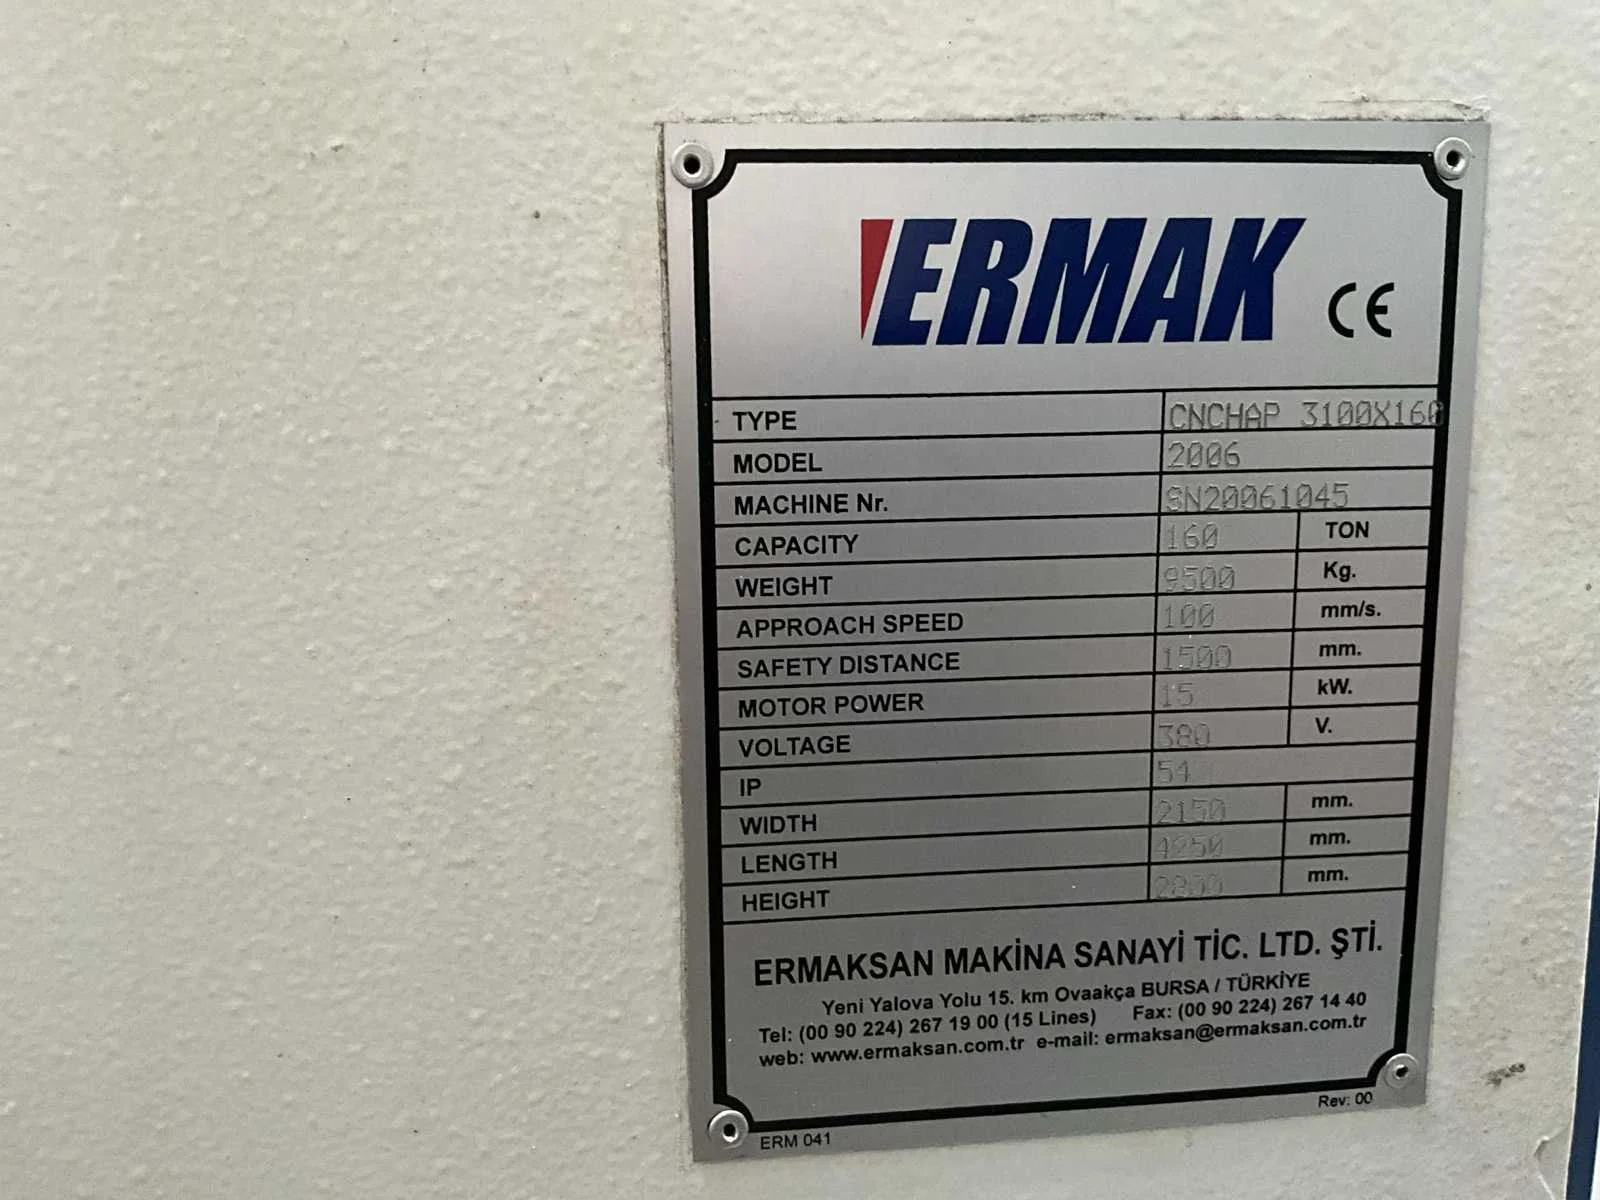 ERMAK CE
TYPE CNCHAP 3100X160
MODEL 2006
MACHINE Nr. SN20061045
CAPACITY 160 TON
WEIGHT 9500 Kg.
APPROACH SPEED 100 mm/s.
SAFETY DISTANCE 1500 mm.
MOTOR POWER 15 kW.
VOLTAGE 380 V.
IP 54
WIDTH 2150 mm.
LENGTH 4250 mm.
HEIGHT 2800 mm.
ERMAKSAN MAKİNA SANAYİ TİC. LTD. ŞTİ.
Yeni Yalova Yolu 15. km Ovaakça BURSA / TÜRKİYE
Tel: (00 90 224) 267 19 00 (15 Lines) Fax: (00 90 224) 267 14 40
web: www.ermaksan.com.tr e-mail: ermaksan@ermaksan.com.tr
ERM 041 Rev: 00